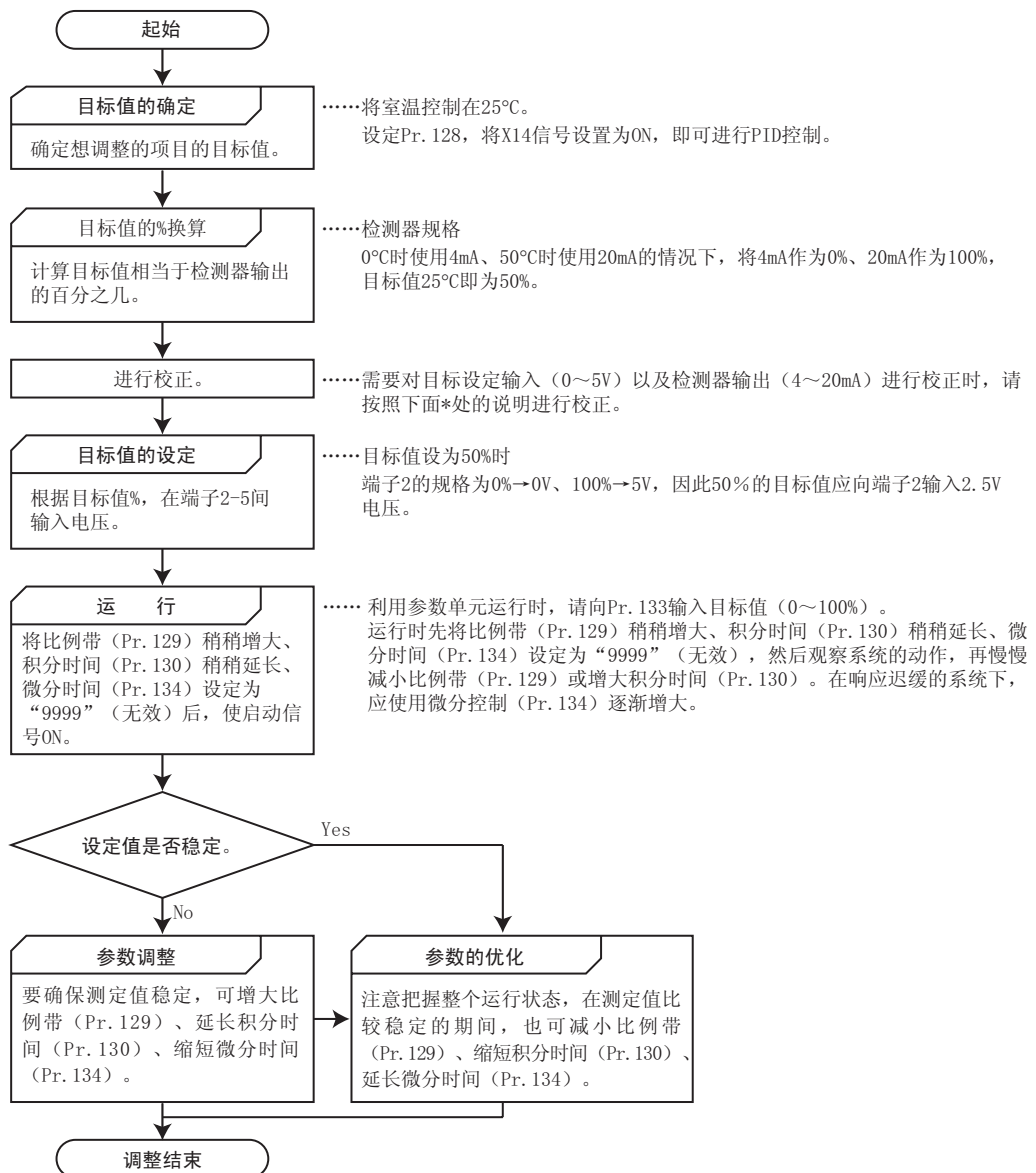 起始
目标值的确定
确定想调整的项目的目标值。
……将室温控制在25°C。
设定Pr.128，将X14信号设置为ON，即可进行PID控制。
目标值的%换算
计算目标值相当于检测器输出
的百分之几。
……检测器规格
0°C时使用4mA、50°C时使用20mA的情况下，将4mA作为0%、20mA作为100%，
目标值25°C即为50%。
进行校正。
……需要对目标设定输入（0～5V）以及检测器输出（4～20mA）进行校正时，请
按照下面*处的说明进行校正。
目标值的设定
根据目标值%，在端子2-5间
输入电压。
……目标值设为50%时
端子2的规格为0%→0V、100%→5V，因此50％的目标值应向端子2输入2.5V
电压。
运 行
将比例带（Pr.129）稍稍增大、
积分时间（Pr.130）稍稍延长、
微分时间（Pr.134）设定为
“9999”（无效）后，使启动信
号ON。
…… 利用参数单元运行时，请向Pr.133输入目标值（0～100%）。
运行时先将比例带（Pr.129）稍稍增大、积分时间（Pr.130）稍稍延长、微
分时间（Pr.134）设定为“9999”（无效），然后观察系统的动作，再慢慢
减小比例带（Pr.129）或增大积分时间（Pr.130）。在响应迟缓的系统下，
应使用微分控制（Pr.134）逐渐增大。
设定值是否稳定。
Yes
No
参数调整
要确保测定值稳定，可增大比
例带（Pr.129）、延长积分时
间（Pr.130）、缩短微分时间
（Pr.134）。
参数的优化
注意把握整个运行状态，在测定值比
较稳定的期间，也可减小比例带
（Pr.129）、缩短积分时间（Pr.130）、
延长微分时间（Pr.134）。
调整结束